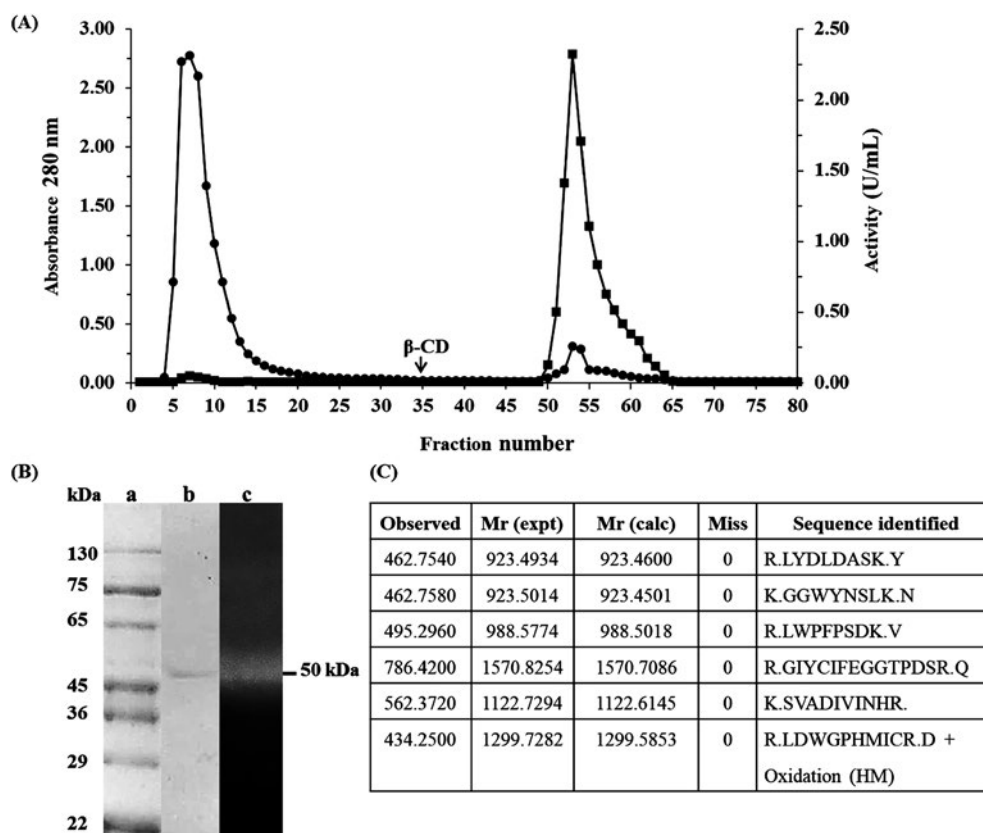 (A)
3.00
2.50
2.00
1.50
1.00
0.50
0.00
Absorbance 280 nm
2.50
2.00
1.50
1.00
0.50
0.00
Activity (U/mL)
β-CD
0 5 10 15 20 25 30 35 40 45 50 55 60 65 70 75 80
Fraction number
(B)
kDa a b c
130
75
65
45
36
29
22
50 kDa
(C)
Observed Mr (expt) Mr (calc) Miss Sequence identified
462.7540 923.4934 923.4600 0 R.LYDLDASK.Y
462.7580 923.5014 923.4501 0 K.GGWYNSLK.N
495.2960 988.5774 988.5018 0 R.LWPFPSDK.V
786.4200 1570.8254 1570.7086 0 R.GIYCIFEGGTPDSR.Q
562.3720 1122.7294 1122.6145 0 K.SVADIVINHR.
434.2500 1299.7282 1299.5853 0 R.LDWGPHMICR.D +
Oxidation (HM)